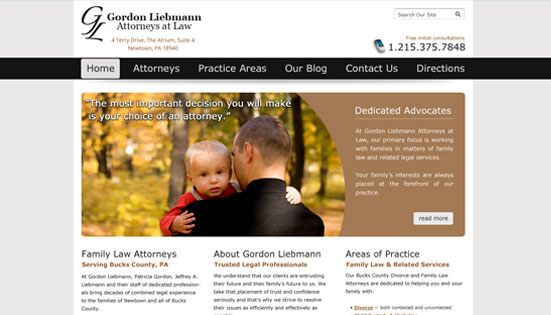 GL
Gordon Liebmann
Attorneys at Law
4 Terry Drive, The Atrium, Suite 4
Newtown, PA 18940
Search Our Site
Free initial consultations
1.215.375.7848
Home Attorneys Practice Areas Our Blog Contact Us Directions
“The most important decision you will make
is your choice of an attorney.”
Dedicated Advocates
At Gordon Liebmann Attorneys at
Law, our primary focus is working
with families in matters of family
law and related legal services.
Your family's interests are always
placed at the forefront of our
practice.
read more
Family Law Attorneys
Serving Bucks County, PA
At Gordon Liebmann, Patricia Gordon, Jeffrey A.
Liebmann and their staff of dedicated profession-
als bring decades of combined legal experience
to the families of Newtown and all of Bucks
County.
About Gordon Liebmann
Trusted Legal Professionals
We understand that our clients are entrusting
their future and their family's future to us. We
take that placement of trust and confidence
seriously and that's why we strive to resolve
their issues as efficiently and effectively as
Areas of Practice
Family Law & Related Services
Our Bucks County Divorce and Family Law
Attorneys are dedicated to helping you and your
family with:
• Divorce — both contested and uncontested